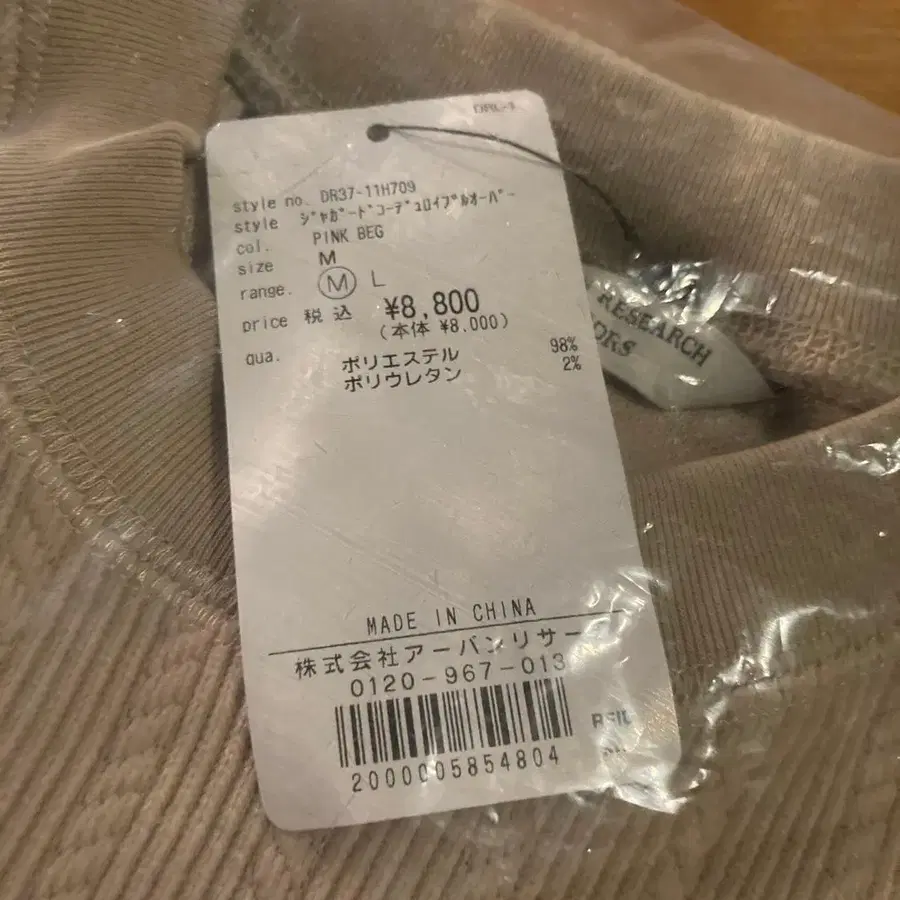 DRL-1
style no. DR37-11H709
style ｼﾞｬｶﾞｰﾄﾞｺｰﾃﾞｭﾛｲﾌﾟﾙｵｰﾊﾞｰ
col. PINK BEG
size M
range. M L
price 税込 ¥8,800
(本体 ¥8,000)
qua. ポリエステル 98%
ポリウレタン 2%
RESEARCH
MADE IN CHINA
株式会社アーバンリサー
0120-967-013
2000005854804
RFID